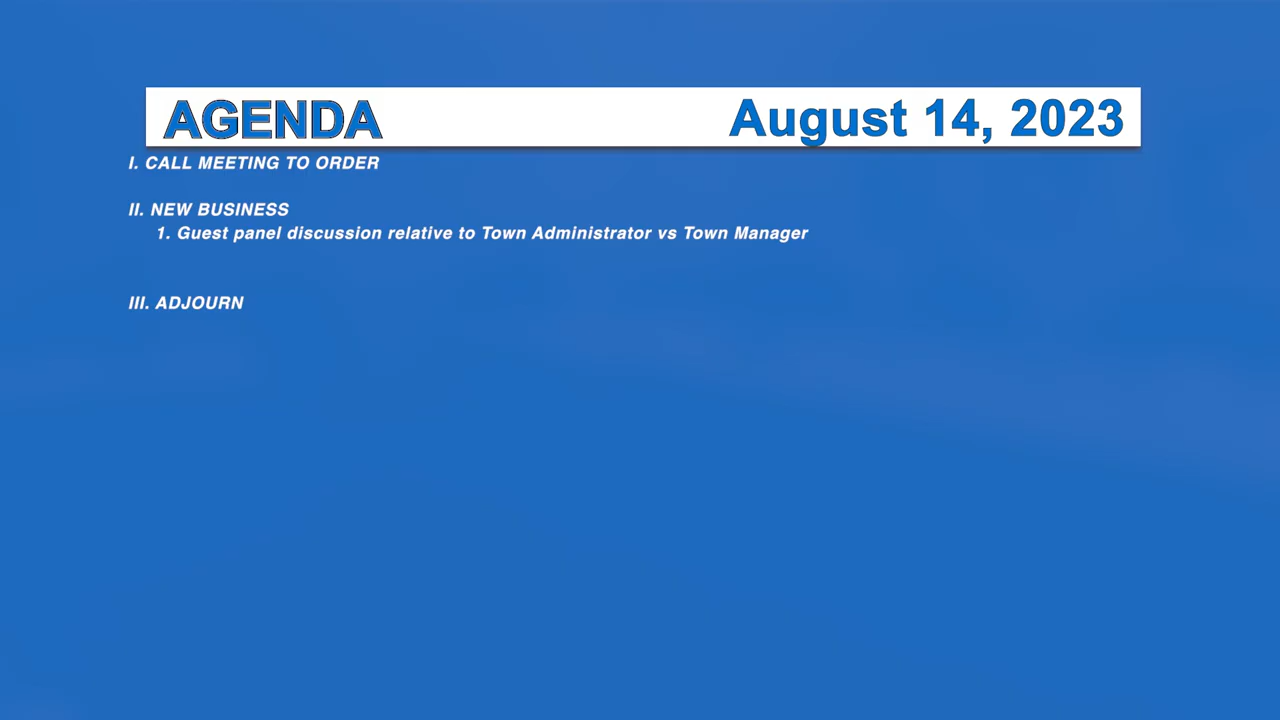 AGENDA August 14, 2023
I. CALL MEETING TO ORDER
II. NEW BUSINESS
1. Guest panel discussion relative to Town Administrator vs Town Manager
III. ADJOURN